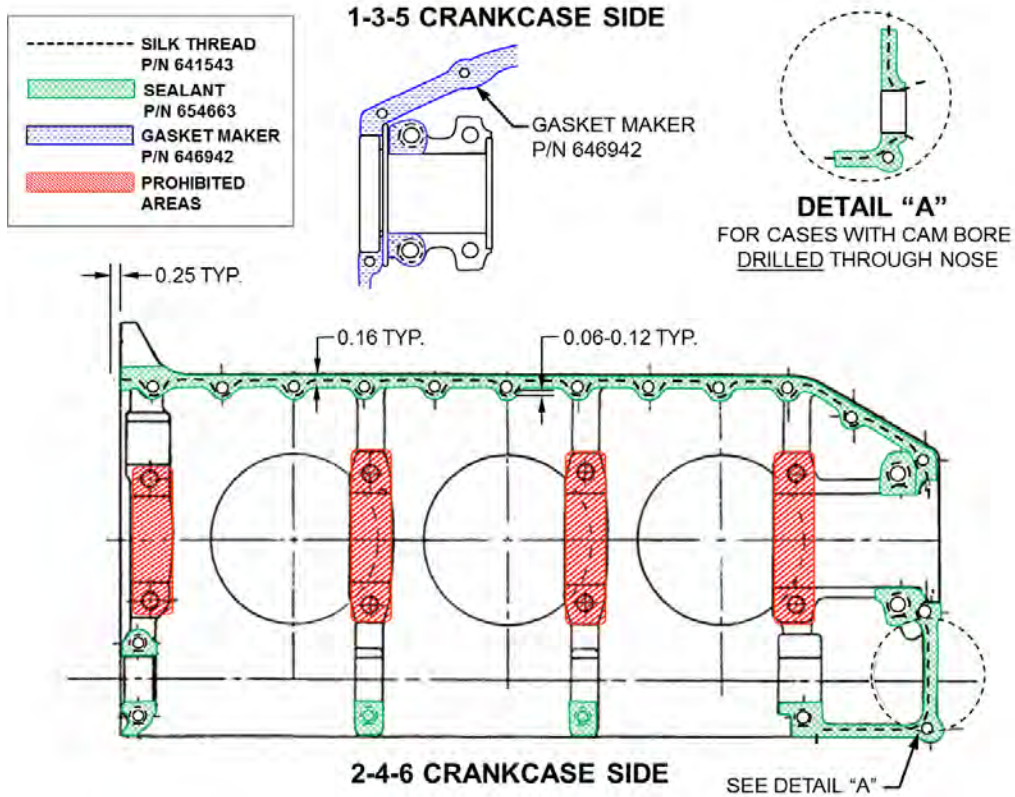 1-3-5 CRANKCASE SIDE
SILK THREAD
P/N 641543
SEALANT
P/N 654663
GASKET MAKER
P/N 646942
PROHIBITED
AREAS
GASKET MAKER
P/N 646942
DETAIL “A”
FOR CASES WITH CAM BORE
DRILLED THROUGH NOSE
0.25 TYP.
0.16 TYP.
0.06-0.12 TYP.
2-4-6 CRANKCASE SIDE
SEE DETAIL “A”